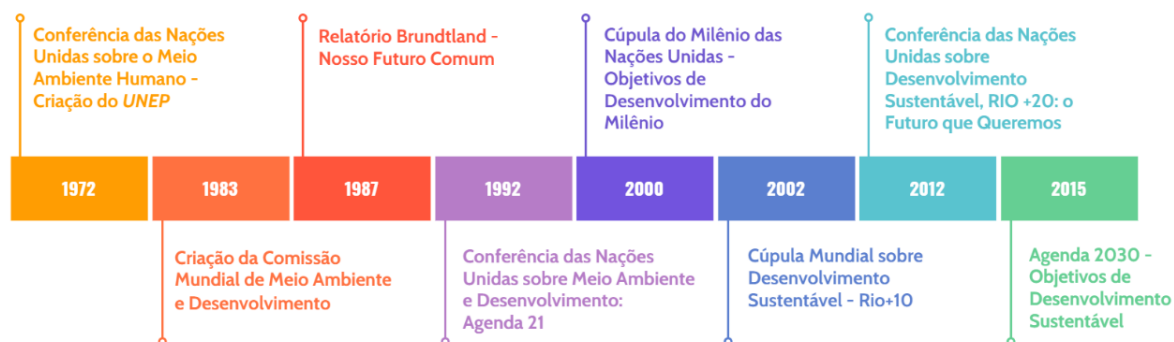 Conferência das Nações
Unidas sobre o Meio
Ambiente Humano -
Criação do UNEP
Relatório Brundtland -
Nosso Futuro Comum
Cúpula do Milênio das
Nações Unidas -
Objetivos de
Desenvolvimento do
Milênio
Conferência das Nações
Unidas sobre
Desenvolvimento
Sustentável, RIO +20: o
Futuro que Queremos
1972
1983
1987
1992
2000
2002
2012
2015
Criação da Comissão
Mundial de Meio Ambiente
e Desenvolvimento
Conferência das Nações
Unidas sobre Meio Ambiente
e Desenvolvimento:
Agenda 21
Cúpula Mundial sobre
Desenvolvimento
Sustentável - Rio+10
Agenda 2030 -
Objetivos de
Desenvolvimento
Sustentável